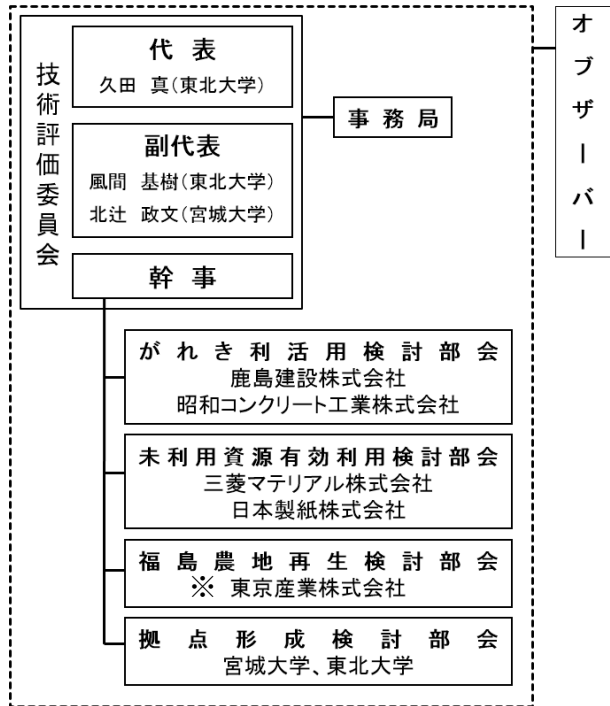 技術評価委員会
代表
久田 真(東北大学)
副代表
風間 基樹(東北大学)
北辻 政文(宮城大学)
幹事
事務局
オブザーバー
がれき利活用検討部会
鹿島建設株式会社
昭和コンクリート工業株式会社
未利用資源有効利用検討部会
三菱マテリアル株式会社
日本製紙株式会社
福島農地再生検討部会
※ 東京産業株式会社
拠点形成検討部会
宮城大学、東北大学